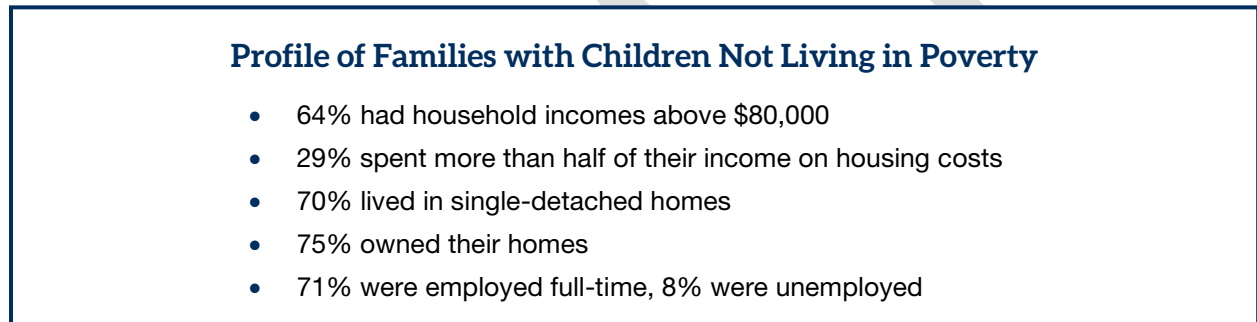 Profile of Families with Children Not Living in Poverty
• 64% had household incomes above $80,000
• 29% spent more than half of their income on housing costs
• 70% lived in single-detached homes
• 75% owned their homes
• 71% were employed full-time, 8% were unemployed